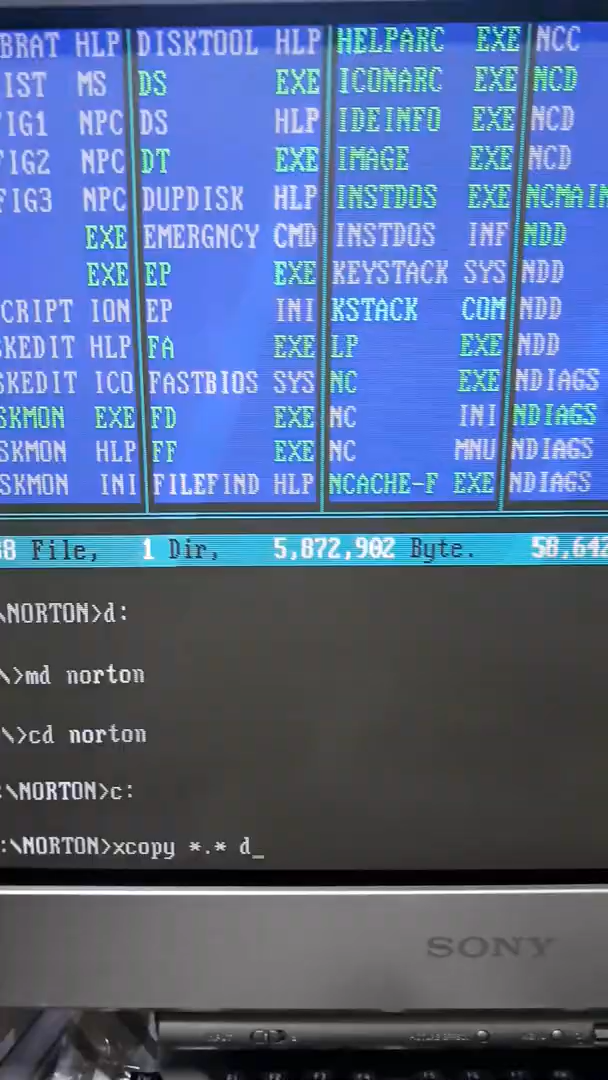 BRAT HLP DISKTOOL HLP HELPARC EXE NCC
IST MS DS EXE ICONARC EXE NCD
FIG1 NPC DS HLP IDEINFO EXE NCD
FIG2 NPC DT EXE IMAGE EXE NCD
FIG3 NPC DUPDISK HLP INSTDOS EXE NCMAIN
EXE EMERGNCY CMD INSTDOS INF NDD
EXE EP EXE KEYSTACK SYS NDD
CRIPT ION EP INI KSTACK COM NDD
SKEDIT HLP FA EXE LP EXE NDD
SKEDIT ICO FASTBIOS SYS NC EXE NDIAGS
SKMON EXE FD EXE NC INI NDIAGS
SKMON HLP FF EXE NC MNU NDIAGS
SKMON INI FILEFIND HLP NCACHE-F EXE NDIAGS
8 File, 1 Dir, 5,872,902 Byte. 58,642
\NORTON>d:
\>md norton
\>cd norton
:\NORTON>c:
:\NORTON>xcopy *.* d_
SONY